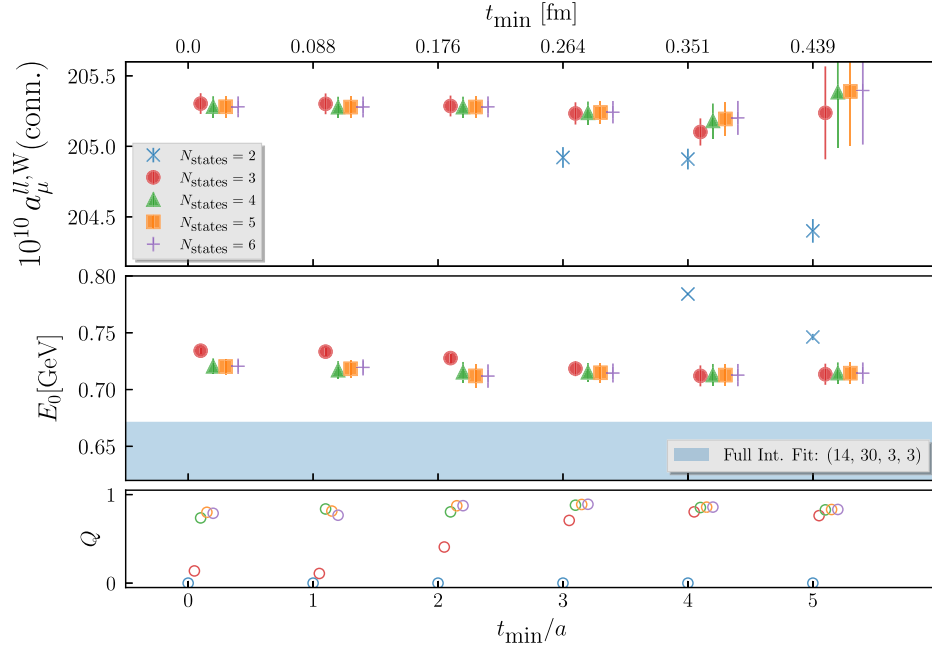 t_min [fm]
0.0 0.088 0.176 0.264 0.351 0.439
10^10 a_μ^{ll,W}(conn.)
205.5
205.0
204.5
N_states = 2
N_states = 3
N_states = 4
N_states = 5
N_states = 6
E_0[GeV]
0.80
0.75
0.70
0.65
Full Int. Fit: (14, 30, 3, 3)
Q
1
0
0 1 2 3 4 5
t_min/a